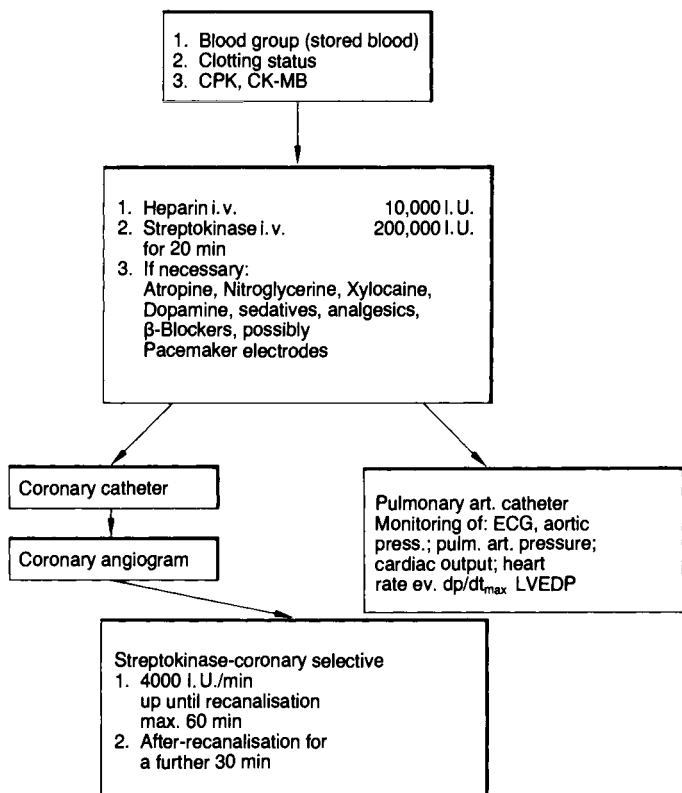 1. Blood group (stored blood)
2. Clotting status
3. CPK, CK-MB
1. Heparin i.v. 10,000 I.U.
2. Streptokinase i.v. 200,000 I.U.
for 20 min
3. If necessary:
Atropine, Nitroglycerine, Xylocaine,
Dopamine, sedatives, analgesics,
β-Blockers, possibly
Pacemaker electrodes
Coronary catheter
Coronary angiogram
Pulmonary art. catheter
Monitoring of: ECG, aortic
press.; pulm. art. pressure;
cardiac output; heart
rate ev. dp/dtmax LVEDP
Streptokinase-coronary selective
1. 4000 I.U./min
up until recanalisation
max. 60 min
2. After-recanalisation for
a further 30 min